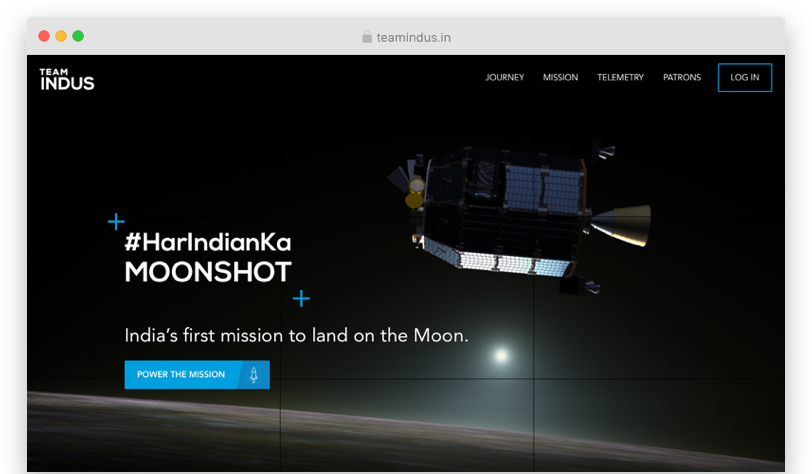 teamindus.in
TEAM
INDUS
JOURNEY MISSION TELEMETRY PATRONS LOG IN
#HarIndianKa
MOONSHOT
India’s first mission to land on the Moon.
POWER THE MISSION